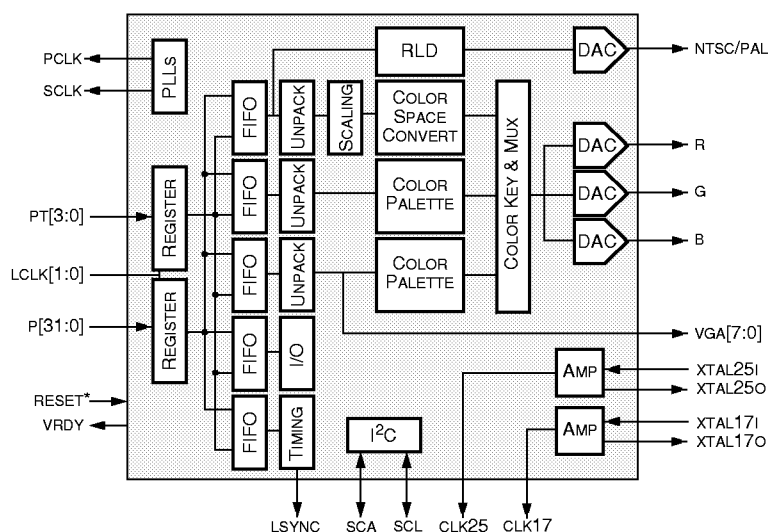 RLD
DAC
NTSC/PAL
PCLK
SCLK
PLLs
FIFO
UNPACK
SCALING
COLOR
SPACE
CONVERT
COLOR KEY & MUX
DAC
R
DAC
G
DAC
B
PT[3:0]
REGISTER
FIFO
UNPACK
COLOR
PALETTE
LCLK[1:0]
P[31:0]
REGISTER
FIFO
UNPACK
COLOR
PALETTE
VGA[7:0]
FIFO
I/O
AMP
XTAL25I
XTAL25O
RESET*
VRDY
FIFO
TIMING
I²C
AMP
XTAL17I
XTAL17O
LSYNC
SCA
SCL
CLK25
CLK17